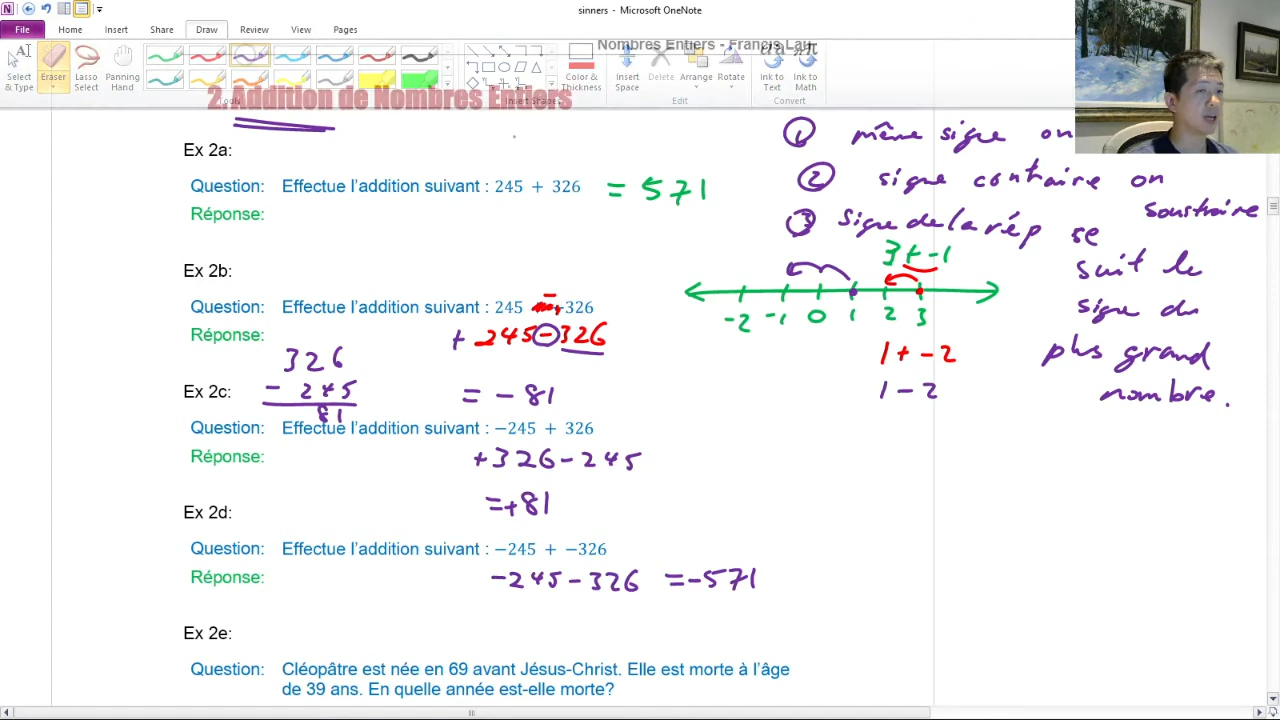 sinners - Microsoft OneNote
File Home Insert Share Draw Review View Pages
Nombres Entiers - Francis Lau
Select & Type Eraser Lasso Select Panning Hand Color & Thickness Insert Space Delete Arrange Rotate Ink to Text Ink to Math
Tools Insert Shapes Edit Convert
2. Addition de Nombres Entiers
① même signe on
Ex 2a:
② signe contraire on
Question: Effectue l’addition suivant : 245 + 326 = 571
soustraire
Réponse:
③ signe de la rép se
suit le
signe du
plus grand
nombre.
3 + -1
-2 -1 0 1 2 3
1 + -2
1 - 2
Ex 2b:
Question: Effectue l’addition suivant : 245 -326
Réponse: + 245 - 326
326
- 245
81
= - 81
Ex 2c:
Question: Effectue l’addition suivant : −245 + 326
Réponse: +326 - 245
= +81
Ex 2d:
Question: Effectue l’addition suivant : −245 + −326
Réponse: -245 - 326 = -571
Ex 2e:
Question: Cléopâtre est née en 69 avant Jésus-Christ. Elle est morte à l’âge
de 39 ans. En quelle année est-elle morte?